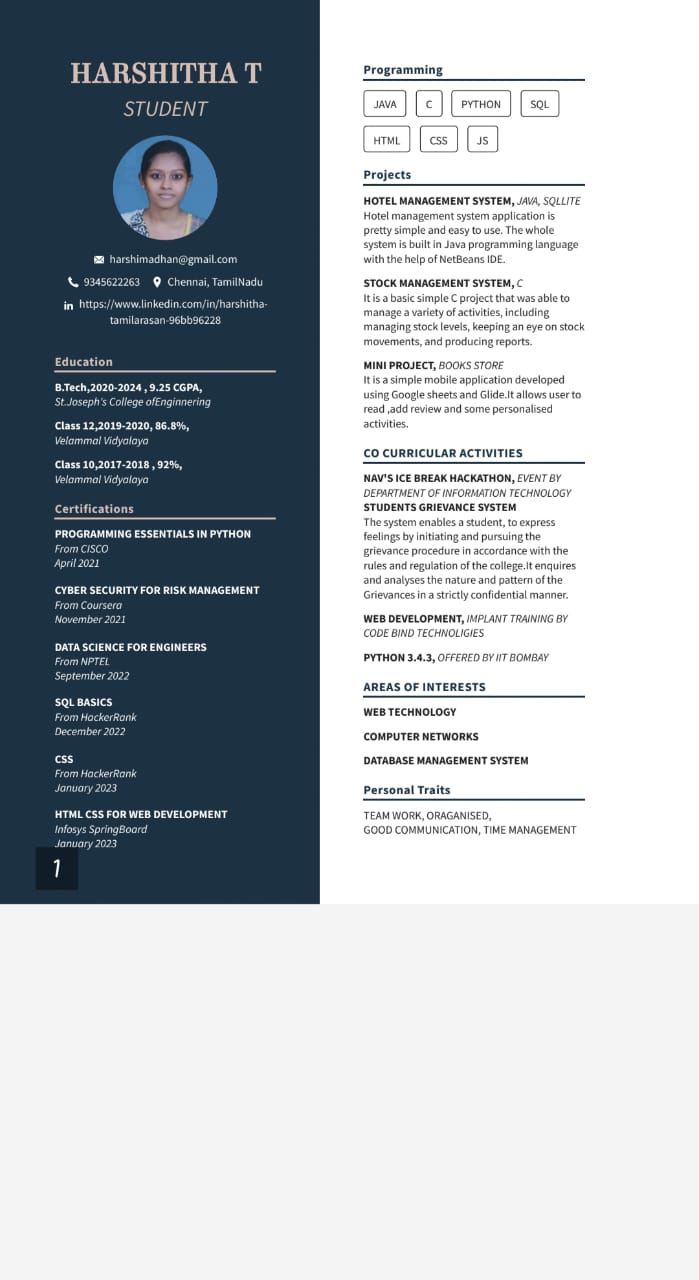 HARSHITHA T
STUDENT
harshimadhan@gmail.com
9345622263 Chennai, TamilNadu
https://www.linkedin.com/in/harshitha-
tamilarasan-96bb96228
Education
B.Tech,2020-2024 , 9.25 CGPA,
St.Joseph's College ofEnginnering
Class 12,2019-2020, 86.8%,
Velammal Vidyalaya
Class 10,2017-2018 , 92%,
Velammal Vidyalaya
Certifications
PROGRAMMING ESSENTIALS IN PYTHON
From CISCO
April 2021
CYBER SECURITY FOR RISK MANAGEMENT
From Coursera
November 2021
DATA SCIENCE FOR ENGINEERS
From NPTEL
September 2022
SQL BASICS
From HackerRank
December 2022
CSS
From HackerRank
January 2023
HTML CSS FOR WEB DEVELOPMENT
Infosys SpringBoard
January 2023
1
Programming
JAVA C PYTHON SQL
HTML CSS JS
Projects
HOTEL MANAGEMENT SYSTEM, JAVA, SQLLITE
Hotel management system application is
pretty simple and easy to use. The whole
system is built in Java programming language
with the help of NetBeans IDE.
STOCK MANAGEMENT SYSTEM, C
It is a basic simple C project that was able to
manage a variety of activities, including
managing stock levels, keeping an eye on stock
movements, and producing reports.
MINI PROJECT, BOOKS STORE
It is a simple mobile application developed
using Google sheets and Glide.It allows user to
read ,add review and some personalised
activities.
CO CURRICULAR ACTIVITIES
NAV'S ICE BREAK HACKATHON, EVENT BY
DEPARTMENT OF INFORMATION TECHNOLOGY
STUDENTS GRIEVANCE SYSTEM
The system enables a student, to express
feelings by initiating and pursuing the
grievance procedure in accordance with the
rules and regulation of the college.It enquires
and analyses the nature and pattern of the
Grievances in a strictly confidential manner.
WEB DEVELOPMENT, IMPLANT TRAINING BY
CODE BIND TECHNOLIGIES
PYTHON 3.4.3, OFFERED BY IIT BOMBAY
AREAS OF INTERESTS
WEB TECHNOLOGY
COMPUTER NETWORKS
DATABASE MANAGEMENT SYSTEM
Personal Traits
TEAM WORK, ORAGANISED,
GOOD COMMUNICATION, TIME MANAGEMENT